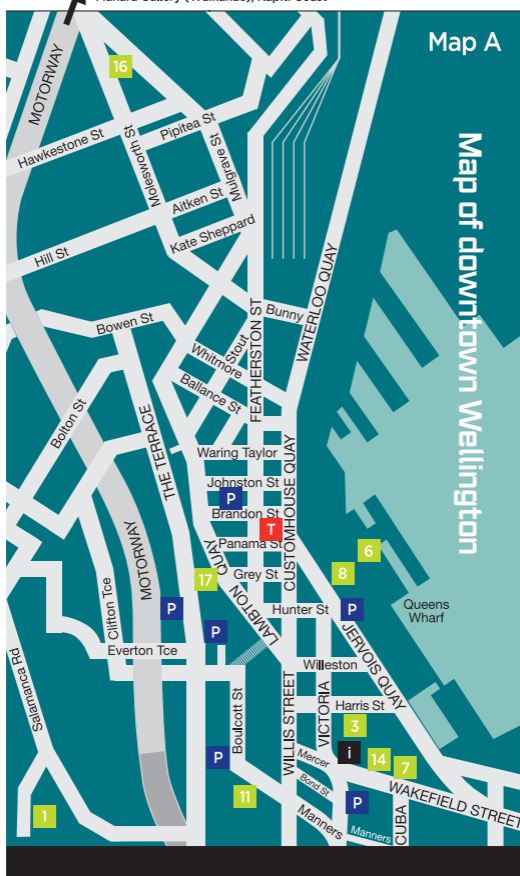 Map A
Map of downtown Wellington
MOTORWAY
16
Hawkestone St
Molesworth St
Pipitea St
Mulgrave St
Aitken St
Kate Sheppard
Hill St
Bunny
WATERLOO QUAY
Bowen St
Stout
Whitmore
FEATHERSTON ST
Ballance St
Bolton St
THE TERRACE
Waring Taylor
Johnston St
P
Brandon St
T
CUSTOMHOUSE QUAY
Panama St
6
8
17
QUAY
Grey St
MOTORWAY
Clifton Tce
P
LAMBTON
Hunter St
P
Queens
Wharf
P
JERVOIS QUAY
Everton Tce
Willeston
Salamanca Rd
Boulcott St
WILLIS STREET
VICTORIA
Harris St
3
i
14
7
P
Mercer
Bond St
11
P
WAKEFIELD STREET
1
Manners
Manners
CUBA